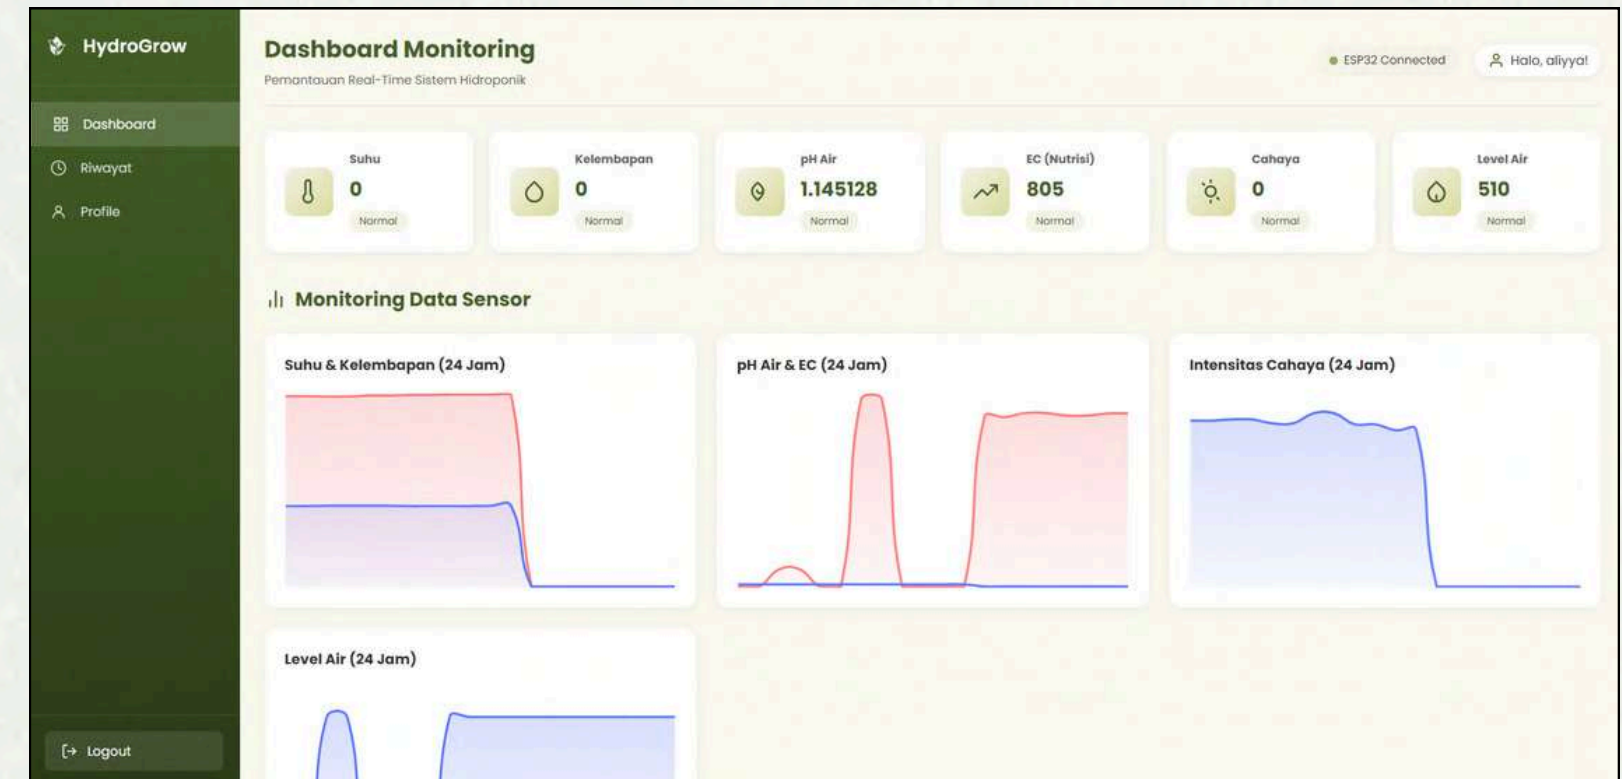 HydroGrow
Dashboard
Riwayat
Profile
Logout
Dashboard Monitoring
Pemantauan Real-Time Sistem Hidroponik
ESP32 Connected
Halo, aliyya!
Suhu
0
Normal
Kelembapan
0
Normal
pH Air
1.145128
Normal
EC (Nutrisi)
805
Normal
Cahaya
0
Normal
Level Air
510
Normal
Monitoring Data Sensor
Suhu & Kelembapan (24 Jam)
pH Air & EC (24 Jam)
Intensitas Cahaya (24 Jam)
Level Air (24 Jam)